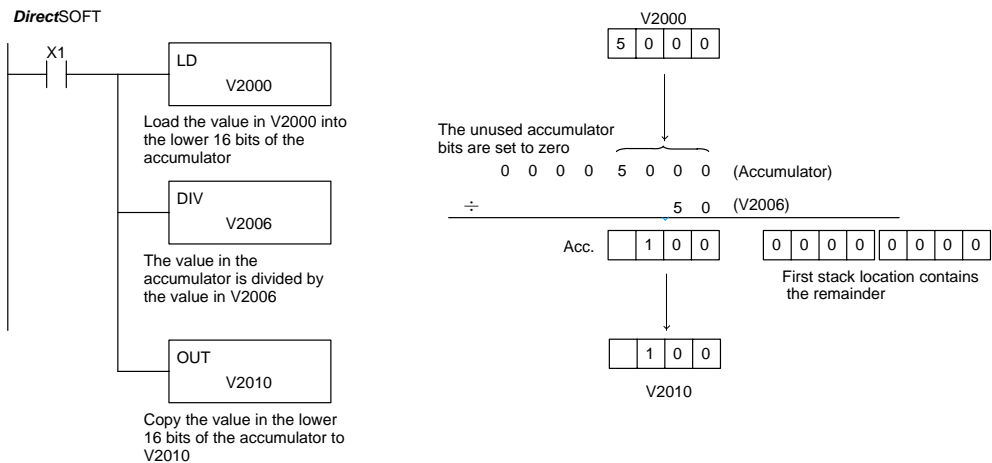 DirectSOFT
X1
LD
V2000
Load the value in V2000 into
the lower 16 bits of the
accumulator
DIV
V2006
The value in the
accumulator is divided by
the value in V2006
OUT
V2010
Copy the value in the lower
16 bits of the accumulator to
V2010
V2000
5 0 0 0
The unused accumulator
bits are set to zero
0 0 0 0 5 0 0 0 (Accumulator)
÷ 5 0 (V2006)
Acc. 1 0 0 0 0 0 0 0 0 0 0
First stack location contains
the remainder
1 0 0
V2010